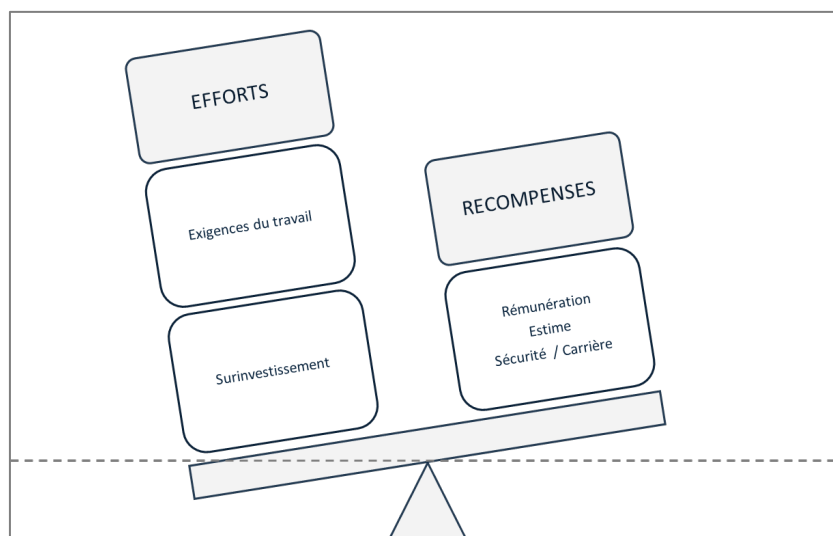 EFFORTS
Exigences du travail
Surinvestissement
RECOMPENSES
Rémunération
Estime
Sécurité / Carrière